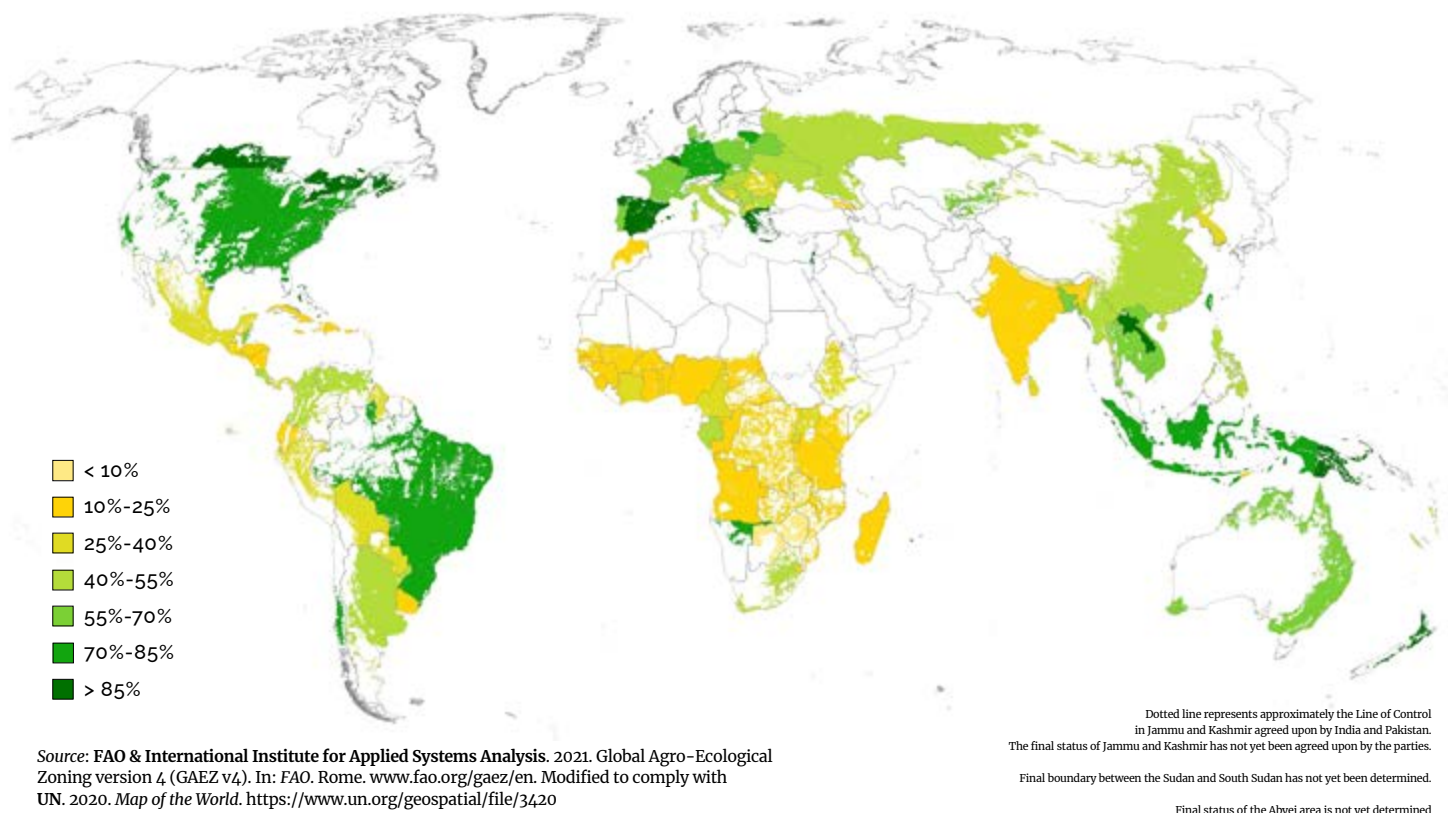 < 10%
10%-25%
25%-40%
40%-55%
55%-70%
70%-85%
> 85%
Source: FAO & International Institute for Applied Systems Analysis. 2021. Global Agro-Ecological
Zoning version 4 (GAEZ v4). In: FAO. Rome. www.fao.org/gaez/en. Modified to comply with
UN. 2020. Map of the World. https://www.un.org/geospatial/file/3420
Dotted line represents approximately the Line of Control
in Jammu and Kashmir agreed upon by India and Pakistan.
The final status of Jammu and Kashmir has not yet been agreed upon by the parties.
Final boundary between the Sudan and South Sudan has not yet been determined.
Final status of the Abyei area is not yet determined